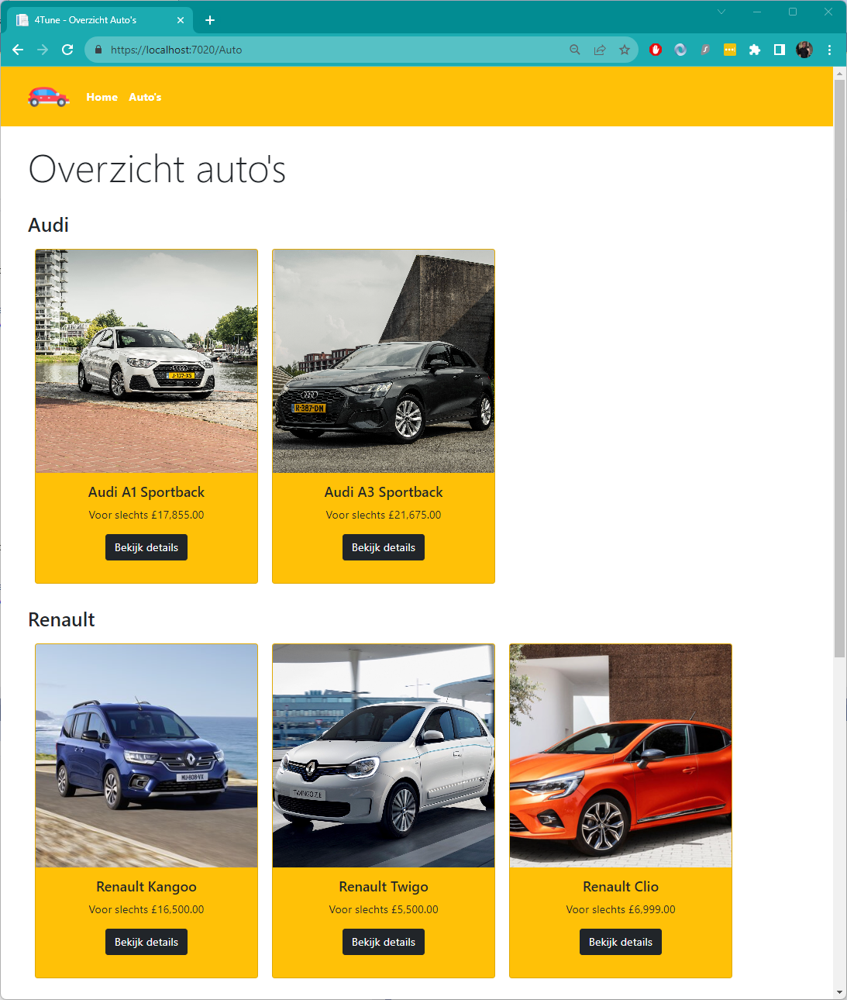 4Tune - Overzicht Auto's
https://localhost:7020/Auto
Home Auto's
Overzicht auto's
Audi
J-137-XS
R-387-DN
Audi A1 Sportback
Audi A3 Sportback
Voor slechts £17,855.00
Voor slechts £21,675.00
Bekijk details
Bekijk details
Renault
TWINGO Z.E
Renault Kangoo
Renault Twigo
Renault Clio
Voor slechts £16,500.00
Voor slechts £5,500.00
Voor slechts £6,999.00
Bekijk details
Bekijk details
Bekijk details